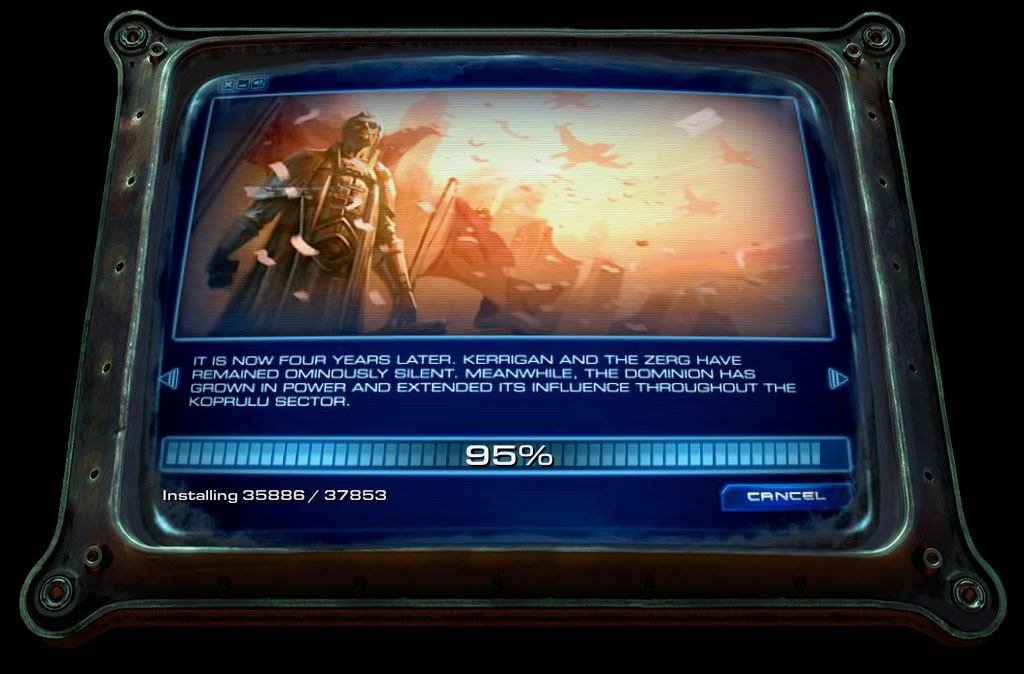 IT IS NOW FOUR YEARS LATER. KERRIGAN AND THE ZERG HAVE
REMAINED OMINOUSLY SILENT. MEANWHILE, THE DOMINION HAS
GROWN IN POWER AND EXTENDED ITS INFLUENCE THROUGHOUT THE
KOPRULU SECTOR.
95%
Installing 35886 / 37853
CANCEL